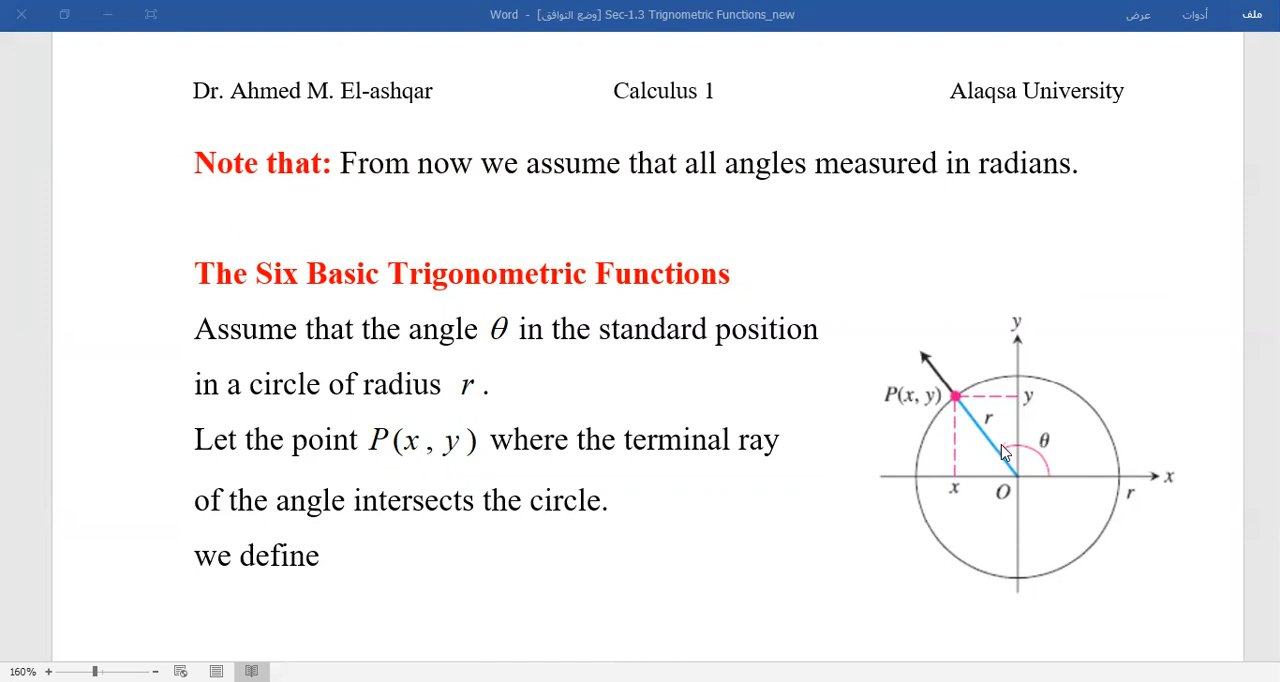 Word - [وضع التوافق] Sec-1.3 Trignometric Functions_new
عرض أدوات ملف
Dr. Ahmed M. El-ashqar Calculus 1 Alaqsa University
Note that: From now we assume that all angles measured in radians.
The Six Basic Trigonometric Functions
Assume that the angle θ in the standard position
in a circle of radius r .
Let the point P(x , y) where the terminal ray
of the angle intersects the circle.
we define
y
P(x, y)
y
r
θ
x
x
O
r
160%